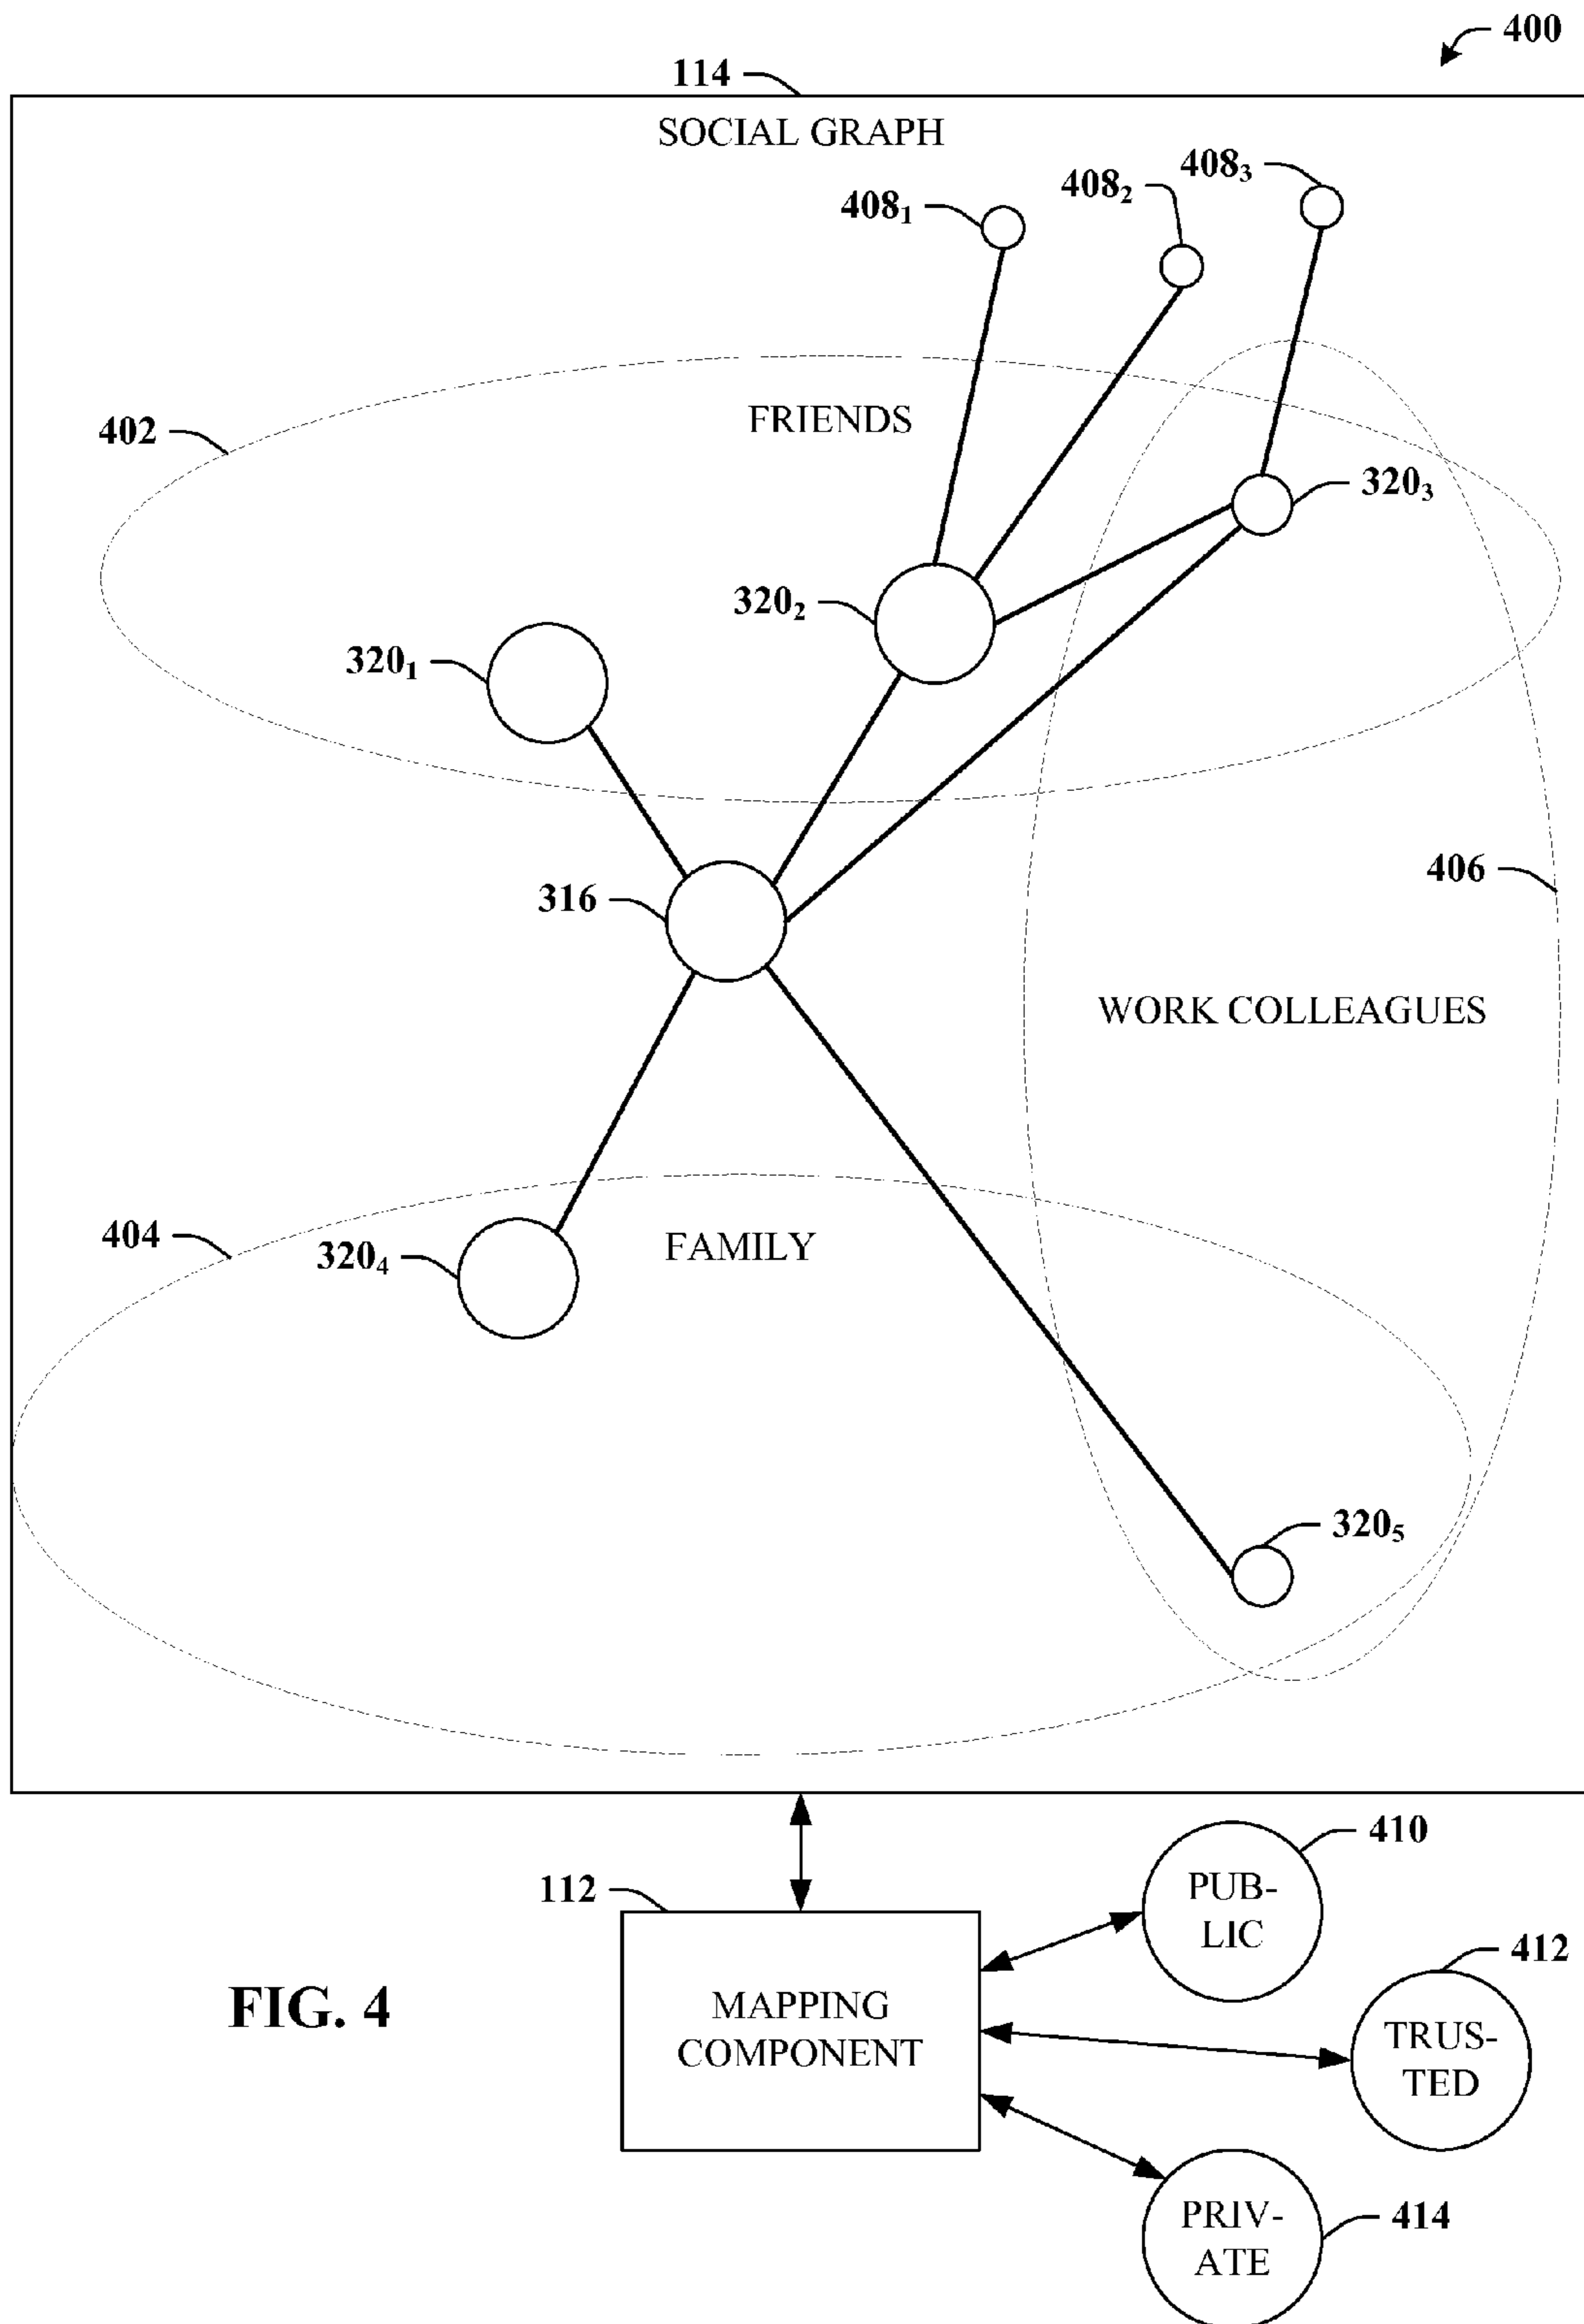 400
114
SOCIAL GRAPH
408₁
408₂
408₃
402
FRIENDS
320₃
320₂
320₁
316
406
WORK COLLEAGUES
404
320₄
FAMILY
320₅
410
112
PUB-
LIC
412
FIG. 4
MAPPING
COMPONENT
TRUS-
TED
PRIV-
ATE
414